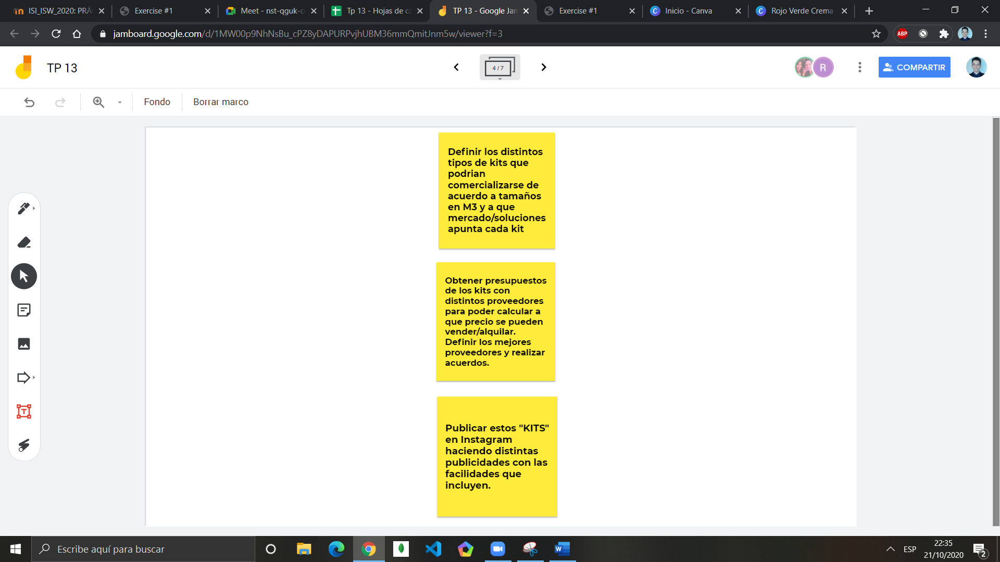 ISI_ISW_2020: PRÁ
Exercise #1
Meet - nst-qguk-c
Tp 13 - Hojas de cá
TP 13 - Google Jam
Exercise #1
Inicio - Canva
Rojo Verde Crema
jamboard.google.com/d/1MW00p9NhNsBu_cPZ8yDAPURPvjhUBM36mmQmitJnm5w/viewer?f=3
ABP
TP 13
4 / 7
R
COMPARTIR
Fondo
Borrar marco
Definir los distintos
tipos de kits que
podrian
comercializarse de
acuerdo a tamaños
en M3 y a que
mercado/soluciones
apunta cada kit
Obtener presupuestos
de los kits con
distintos proveedores
para poder calcular a
que precio se pueden
vender/alquilar.
Definir los mejores
proveedores y realizar
acuerdos.
Publicar estos "KITS"
en Instagram
haciendo distintas
publicidades con las
facilidades que
incluyen.
Escribe aquí para buscar
ESP
22:35
21/10/2020
2